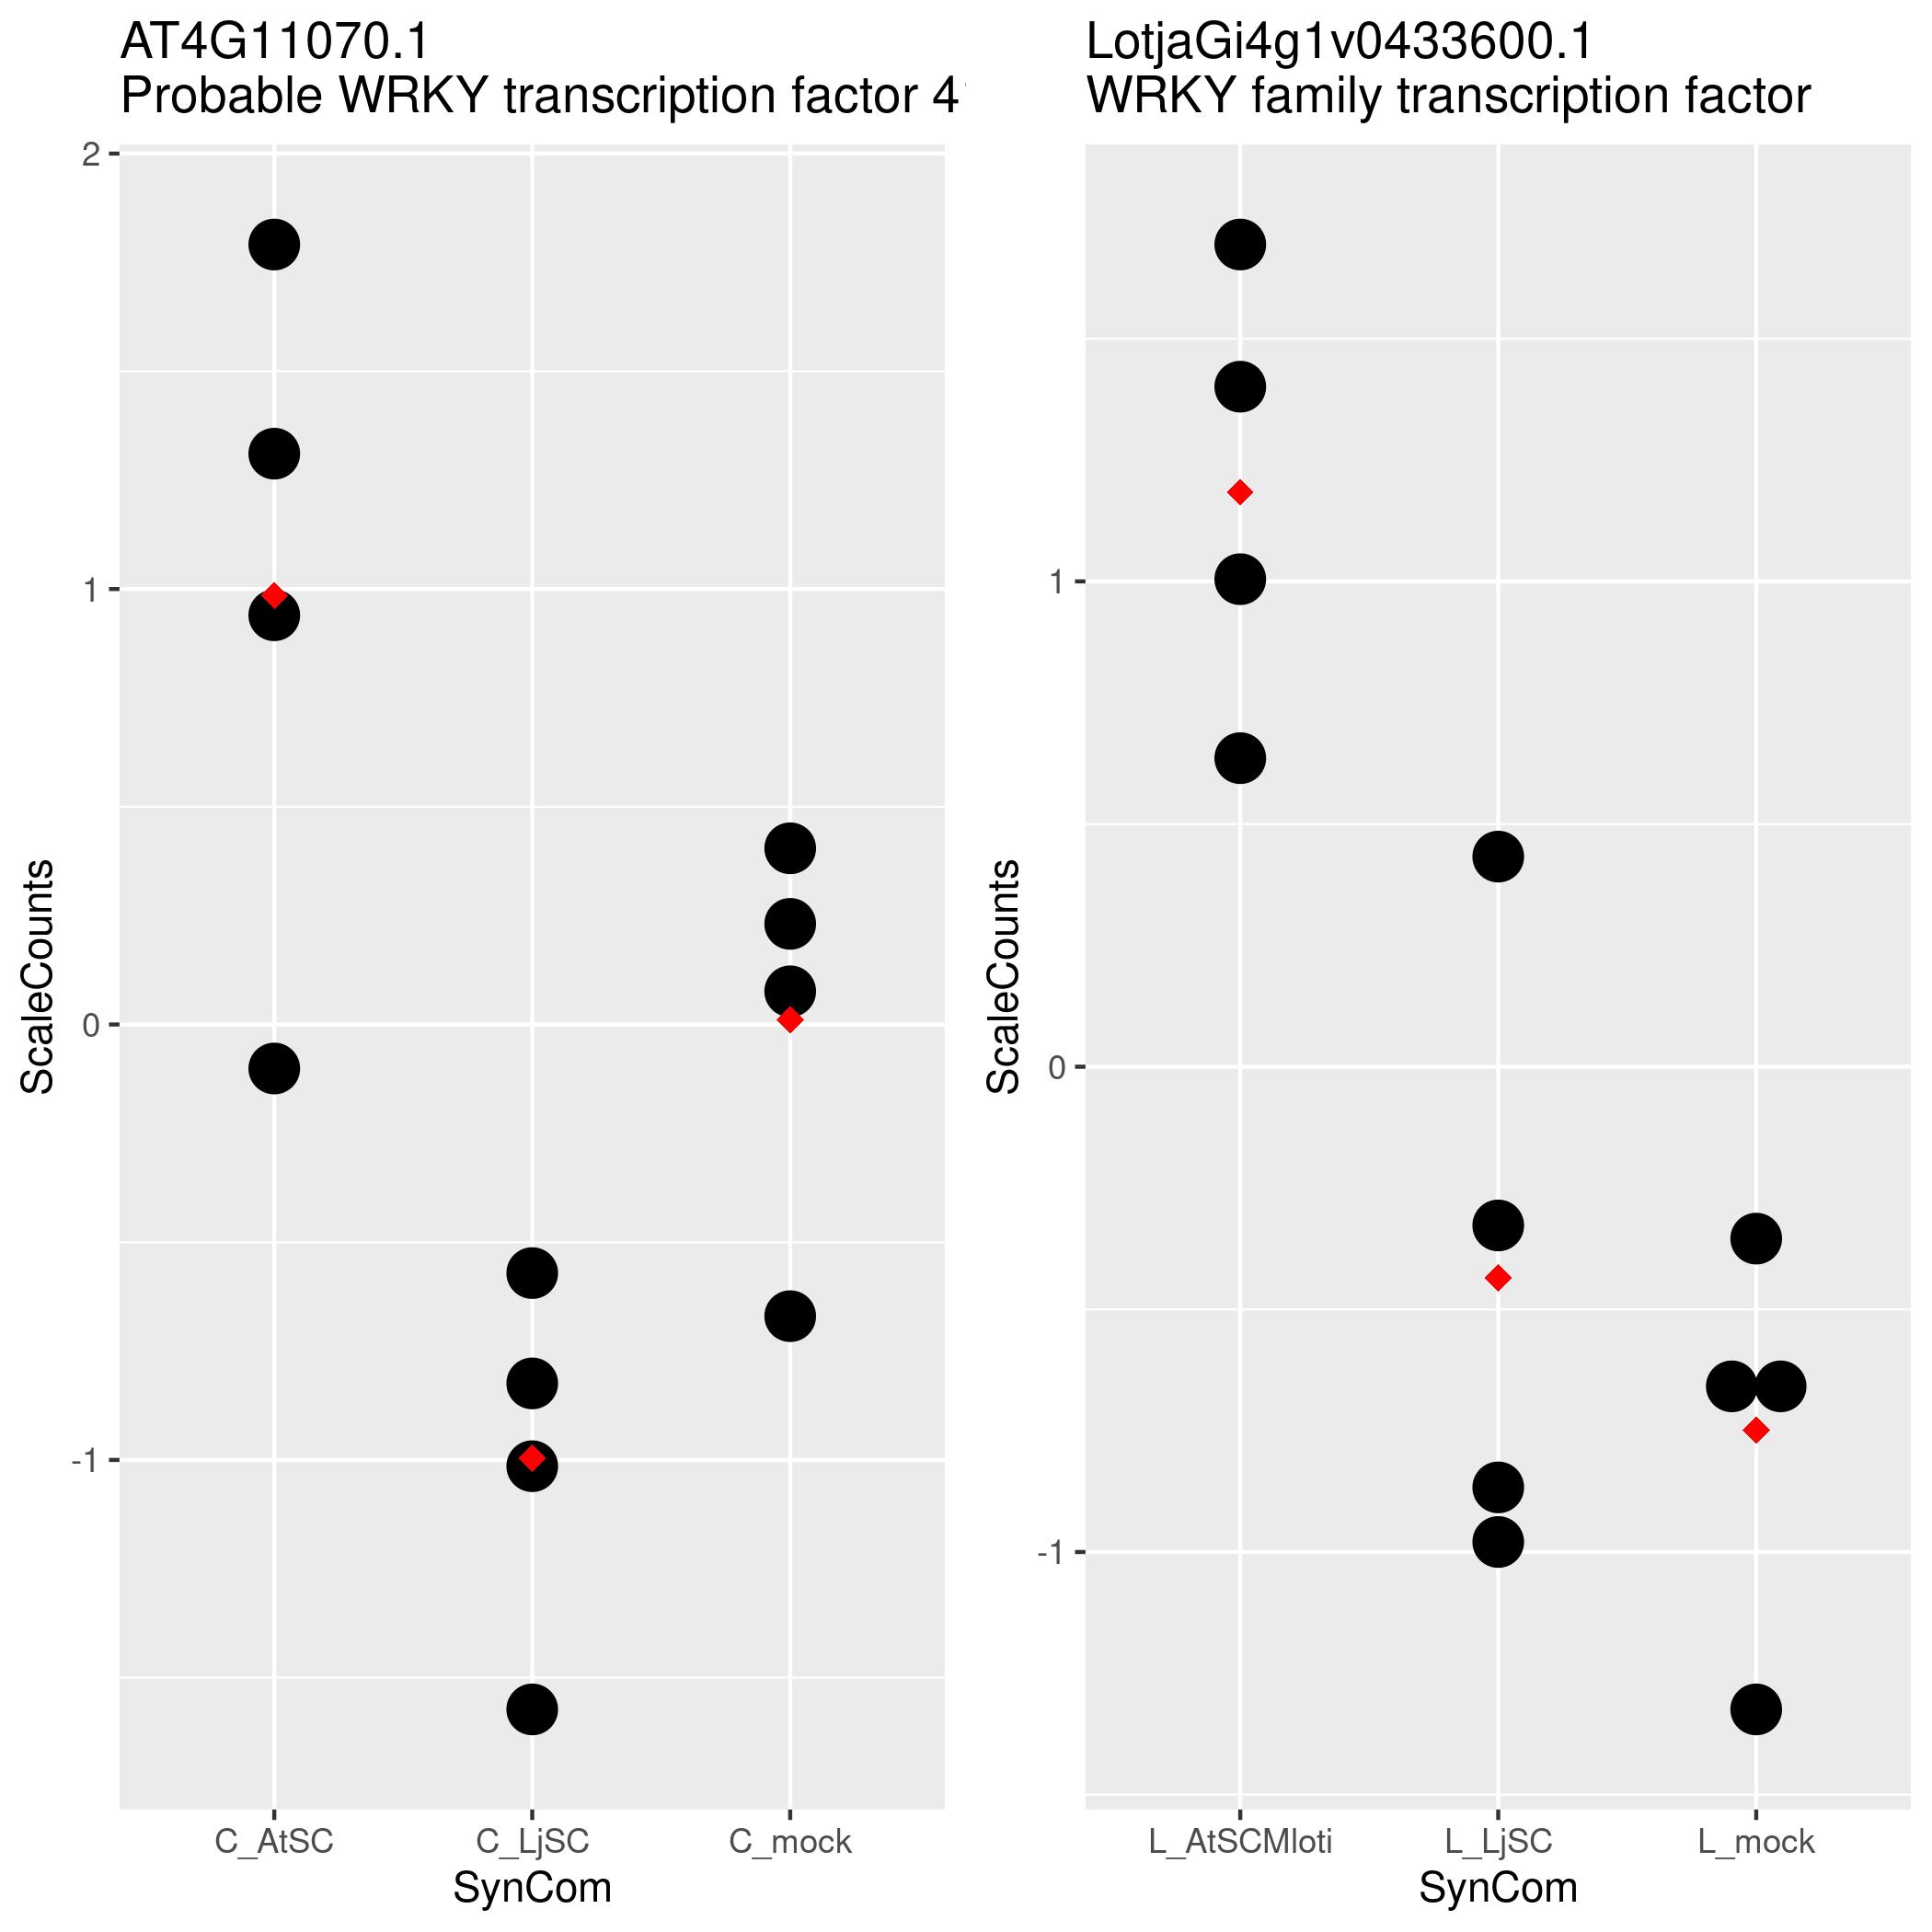 AT4G11070.1
Probable WRKY transcription factor 4
ScaleCounts
2
1
0
-1
C_AtSC
C_LjSC
C_mock
SynCom
LotjaGi4g1v0433600.1
WRKY family transcription factor
ScaleCounts
1
0
-1
L_AtSCMloti
L_LjSC
L_mock
SynCom